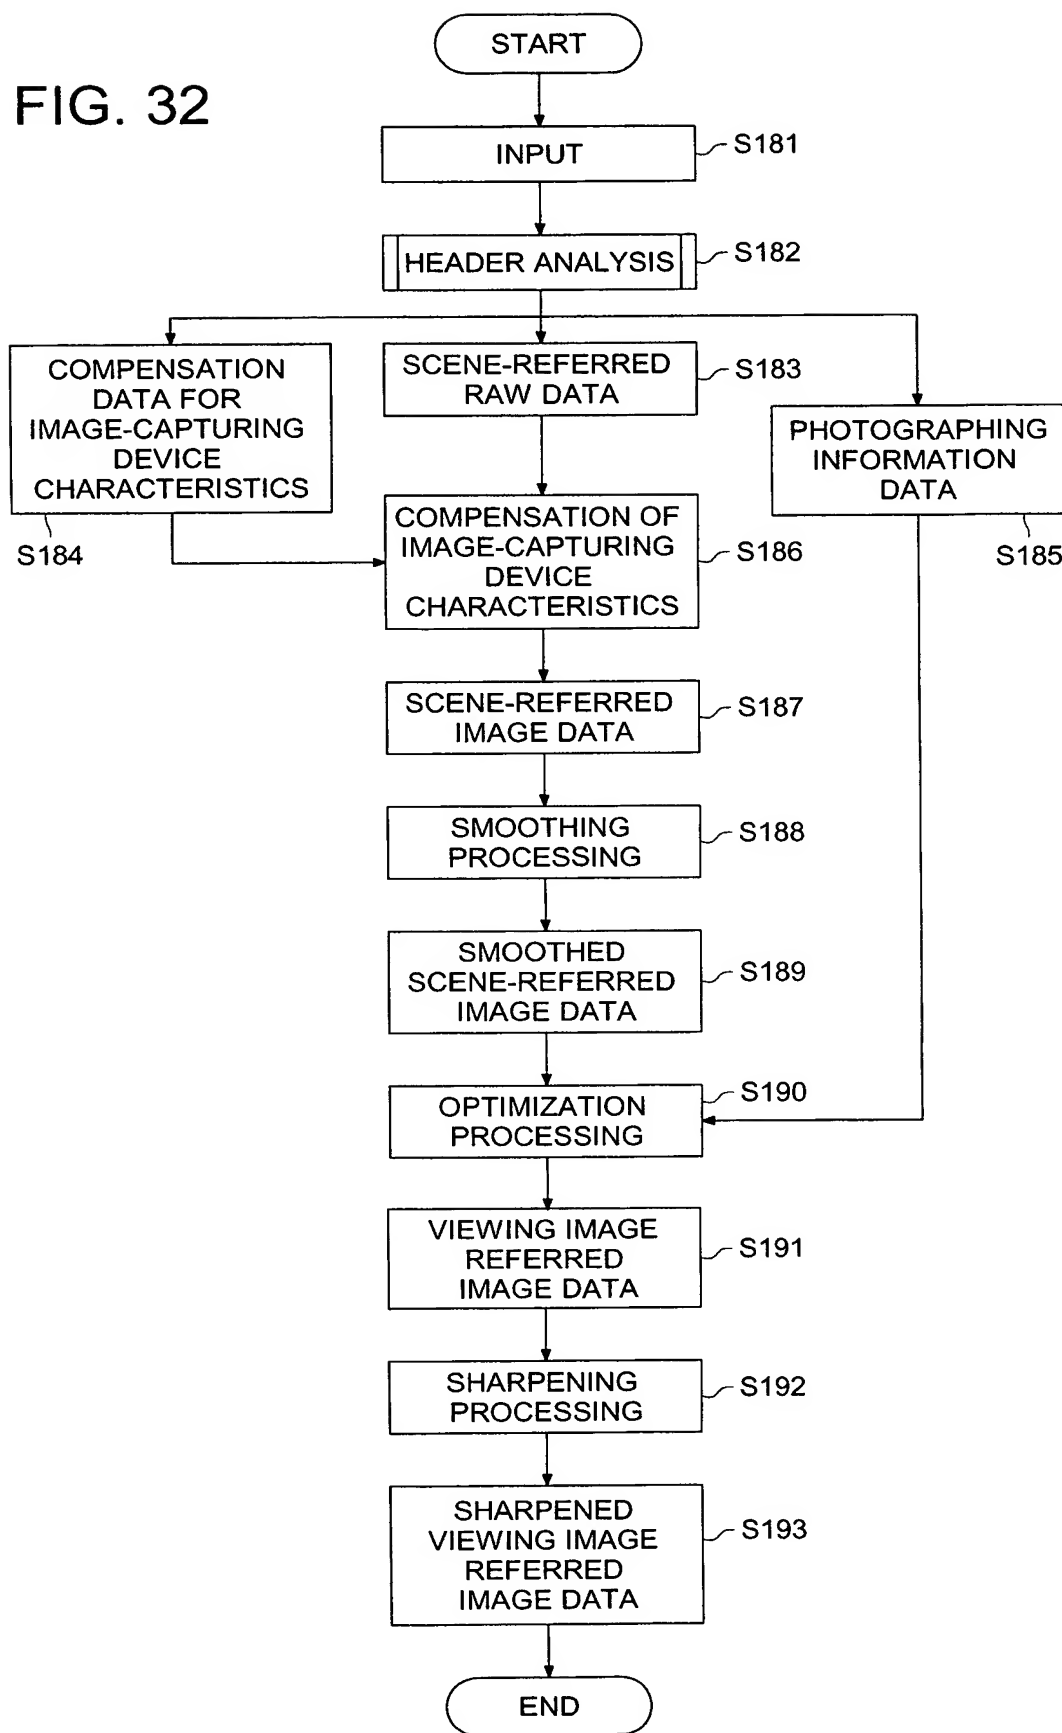 START
FIG. 32
INPUT
S181
HEADER ANALYSIS
S182
COMPENSATION
DATA FOR
IMAGE-CAPTURING
DEVICE
CHARACTERISTICS
S184
SCENE-REFERRED
RAW DATA
S183
PHOTOGRAPHING
INFORMATION
DATA
S185
COMPENSATION OF
IMAGE-CAPTURING
DEVICE
CHARACTERISTICS
S186
SCENE-REFERRED
IMAGE DATA
S187
SMOOTHING
PROCESSING
S188
SMOOTHED
SCENE-REFERRED
IMAGE DATA
S189
OPTIMIZATION
PROCESSING
S190
VIEWING IMAGE
REFERRED
IMAGE DATA
S191
SHARPENING
PROCESSING
S192
SHARPENED
VIEWING IMAGE
REFERRED
IMAGE DATA
S193
END